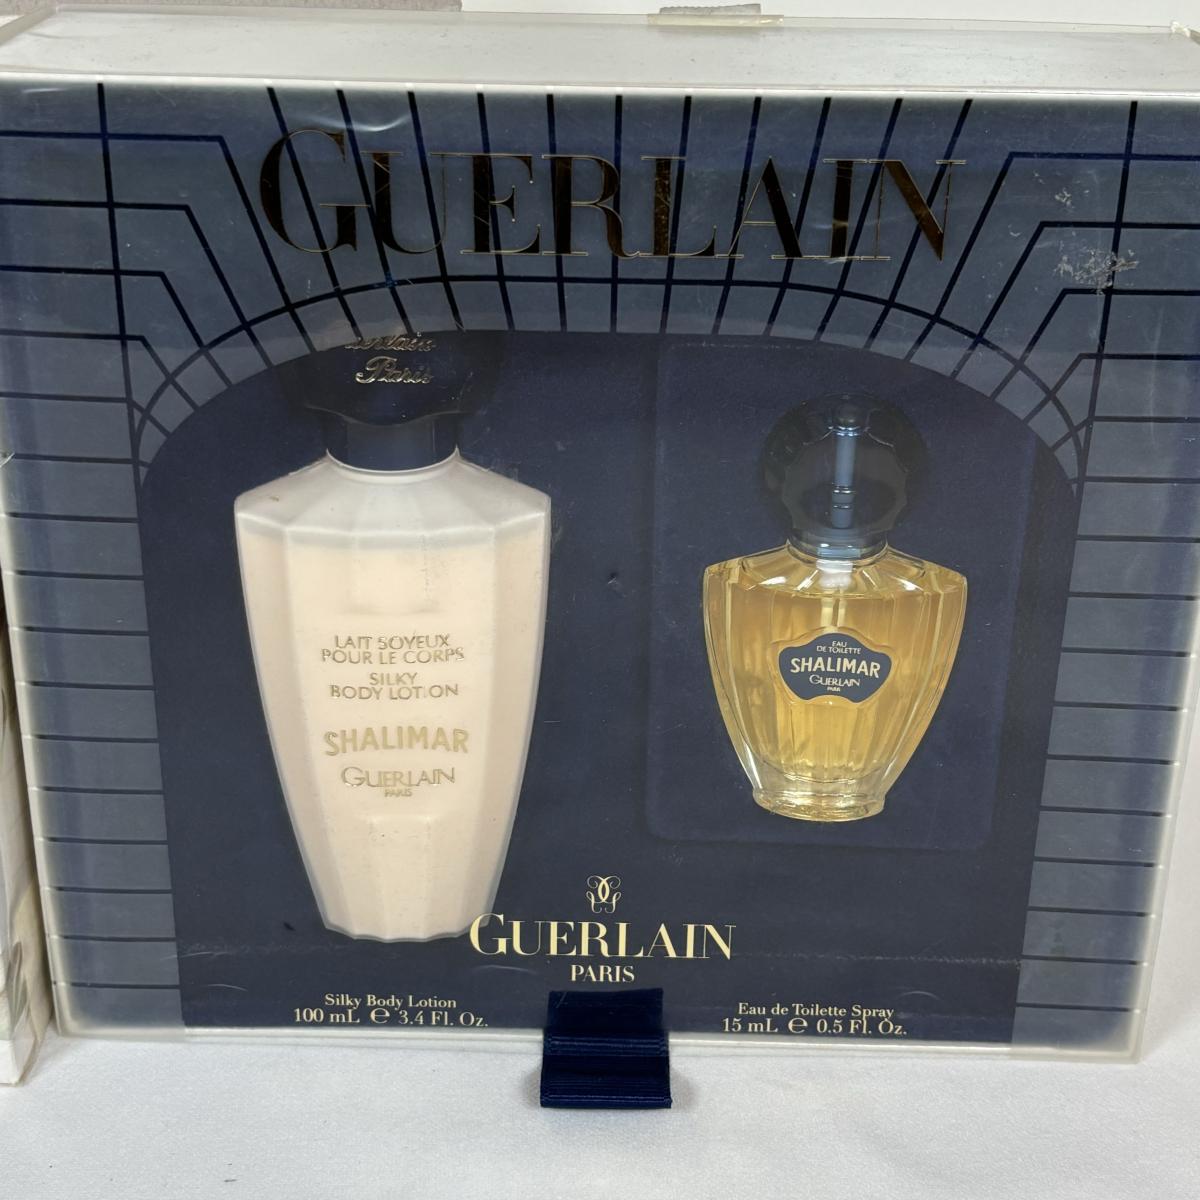 GUERLAIN
Guerlain
Paris
LAIT SOYEUX
POUR LE CORPS
SILKY
BODY LOTION
SHALIMAR
GUERLAIN
PARIS
EAU
DE TOILETTE
SHALIMAR
GUERLAIN
PARIS
GUERLAIN
PARIS
Silky Body Lotion
100 mL ℮ 3.4 Fl. Oz.
Eau de Toilette Spray
15 mL ℮ 0.5 Fl. Oz.